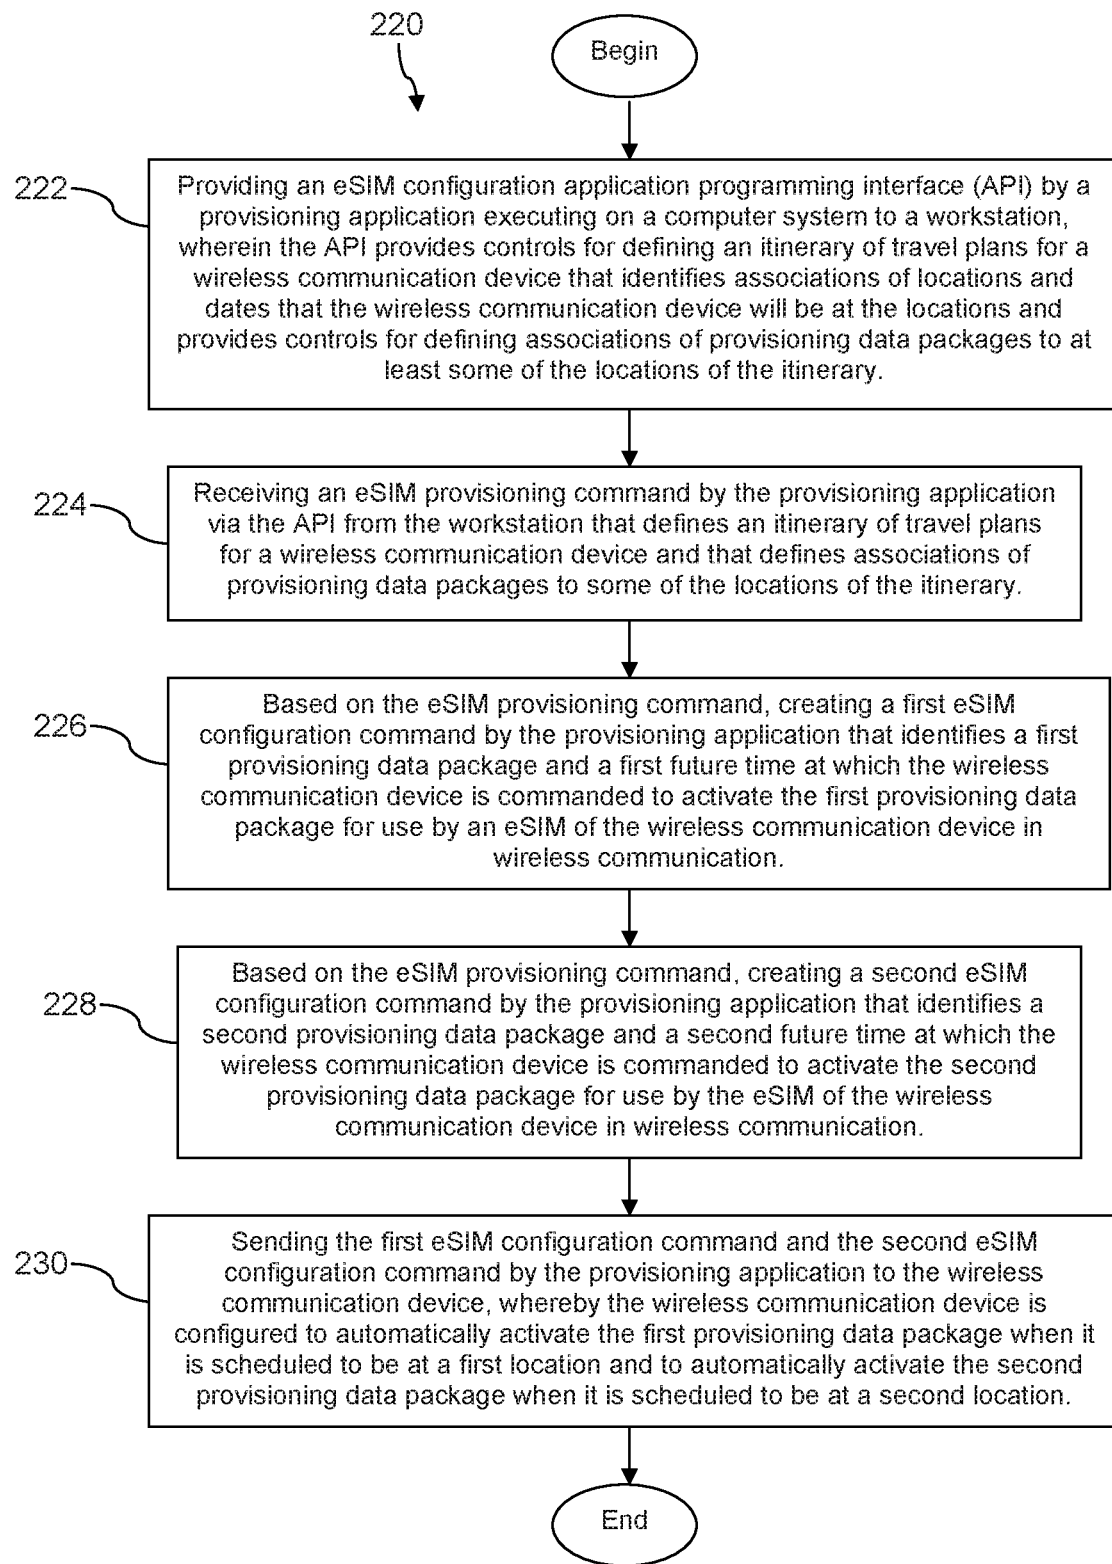 220
Begin
222
Providing an eSIM configuration application programming interface (API) by a
provisioning application executing on a computer system to a workstation,
wherein the API provides controls for defining an itinerary of travel plans for a
wireless communication device that identifies associations of locations and
dates that the wireless communication device will be at the locations and
provides controls for defining associations of provisioning data packages to at
least some of the locations of the itinerary.
224
Receiving an eSIM provisioning command by the provisioning application
via the API from the workstation that defines an itinerary of travel plans
for a wireless communication device and that defines associations of
provisioning data packages to some of the locations of the itinerary.
226
Based on the eSIM provisioning command, creating a first eSIM
configuration command by the provisioning application that identifies a first
provisioning data package and a first future time at which the wireless
communication device is commanded to activate the first provisioning data
package for use by an eSIM of the wireless communication device in
wireless communication.
228
Based on the eSIM provisioning command, creating a second eSIM
configuration command by the provisioning application that identifies a
second provisioning data package and a second future time at which the
wireless communication device is commanded to activate the second
provisioning data package for use by the eSIM of the wireless
communication device in wireless communication.
230
Sending the first eSIM configuration command and the second eSIM
configuration command by the provisioning application to the wireless
communication device, whereby the wireless communication device is
configured to automatically activate the first provisioning data package when it
is scheduled to be at a first location and to automatically activate the second
provisioning data package when it is scheduled to be at a second location.
End